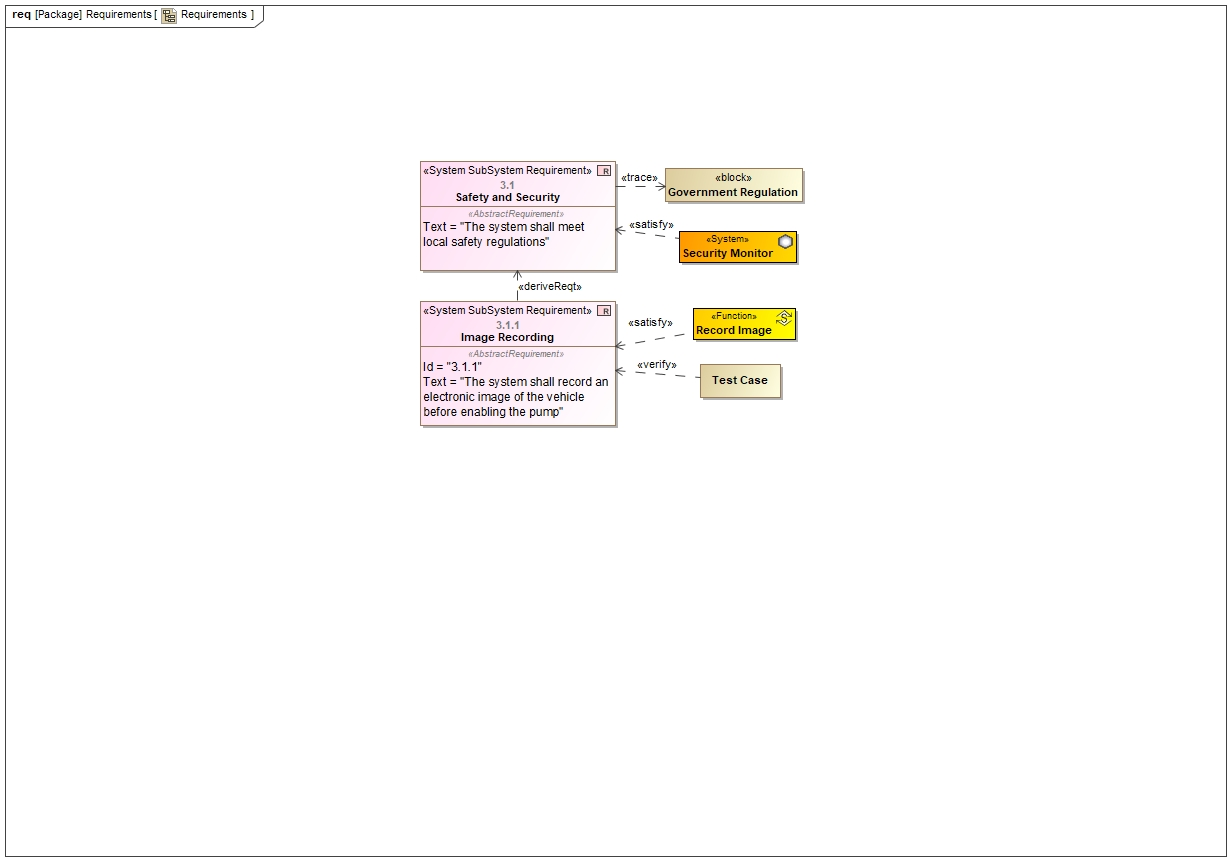 req [Package] Requirements [ Requirements ]
«System SubSystem Requirement» R
3.1
Safety and Security
«AbstractRequirement»
Text = "The system shall meet
local safety regulations"
«trace»
«block»
Government Regulation
«satisfy»
«System»
Security Monitor
«deriveReqt»
«System SubSystem Requirement» R
3.1.1
Image Recording
«AbstractRequirement»
Id = "3.1.1"
Text = "The system shall record an
electronic image of the vehicle
before enabling the pump"
«satisfy»
«Function»
Record Image
«verify»
Test Case